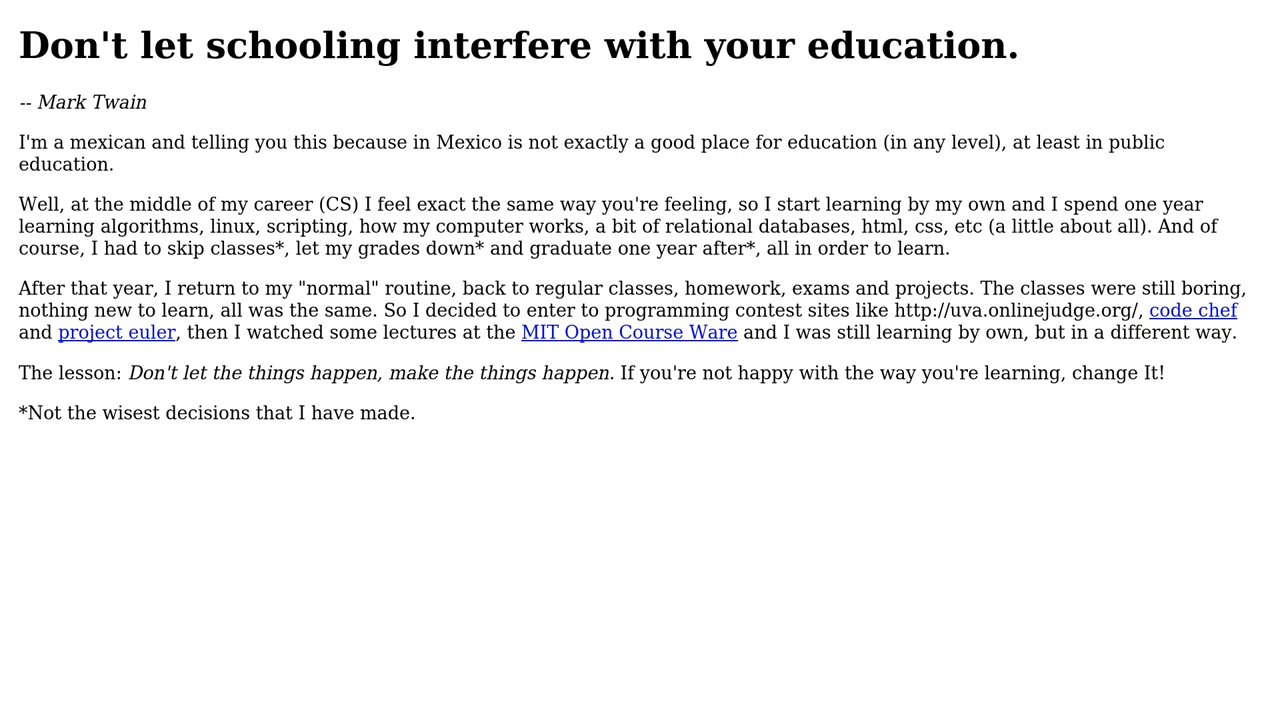 Don't let schooling interfere with your education.
-- Mark Twain
I'm a mexican and telling you this because in Mexico is not exactly a good place for education (in any level), at least in public
education.
Well, at the middle of my career (CS) I feel exact the same way you're feeling, so I start learning by my own and I spend one year
learning algorithms, linux, scripting, how my computer works, a bit of relational databases, html, css, etc (a little about all). And of
course, I had to skip classes*, let my grades down* and graduate one year after*, all in order to learn.
After that year, I return to my "normal" routine, back to regular classes, homework, exams and projects. The classes were still boring,
nothing new to learn, all was the same. So I decided to enter to programming contest sites like http://uva.onlinejudge.org/, code chef
and project euler, then I watched some lectures at the MIT Open Course Ware and I was still learning by own, but in a different way.
The lesson: Don't let the things happen, make the things happen. If you're not happy with the way you're learning, change It!
*Not the wisest decisions that I have made.